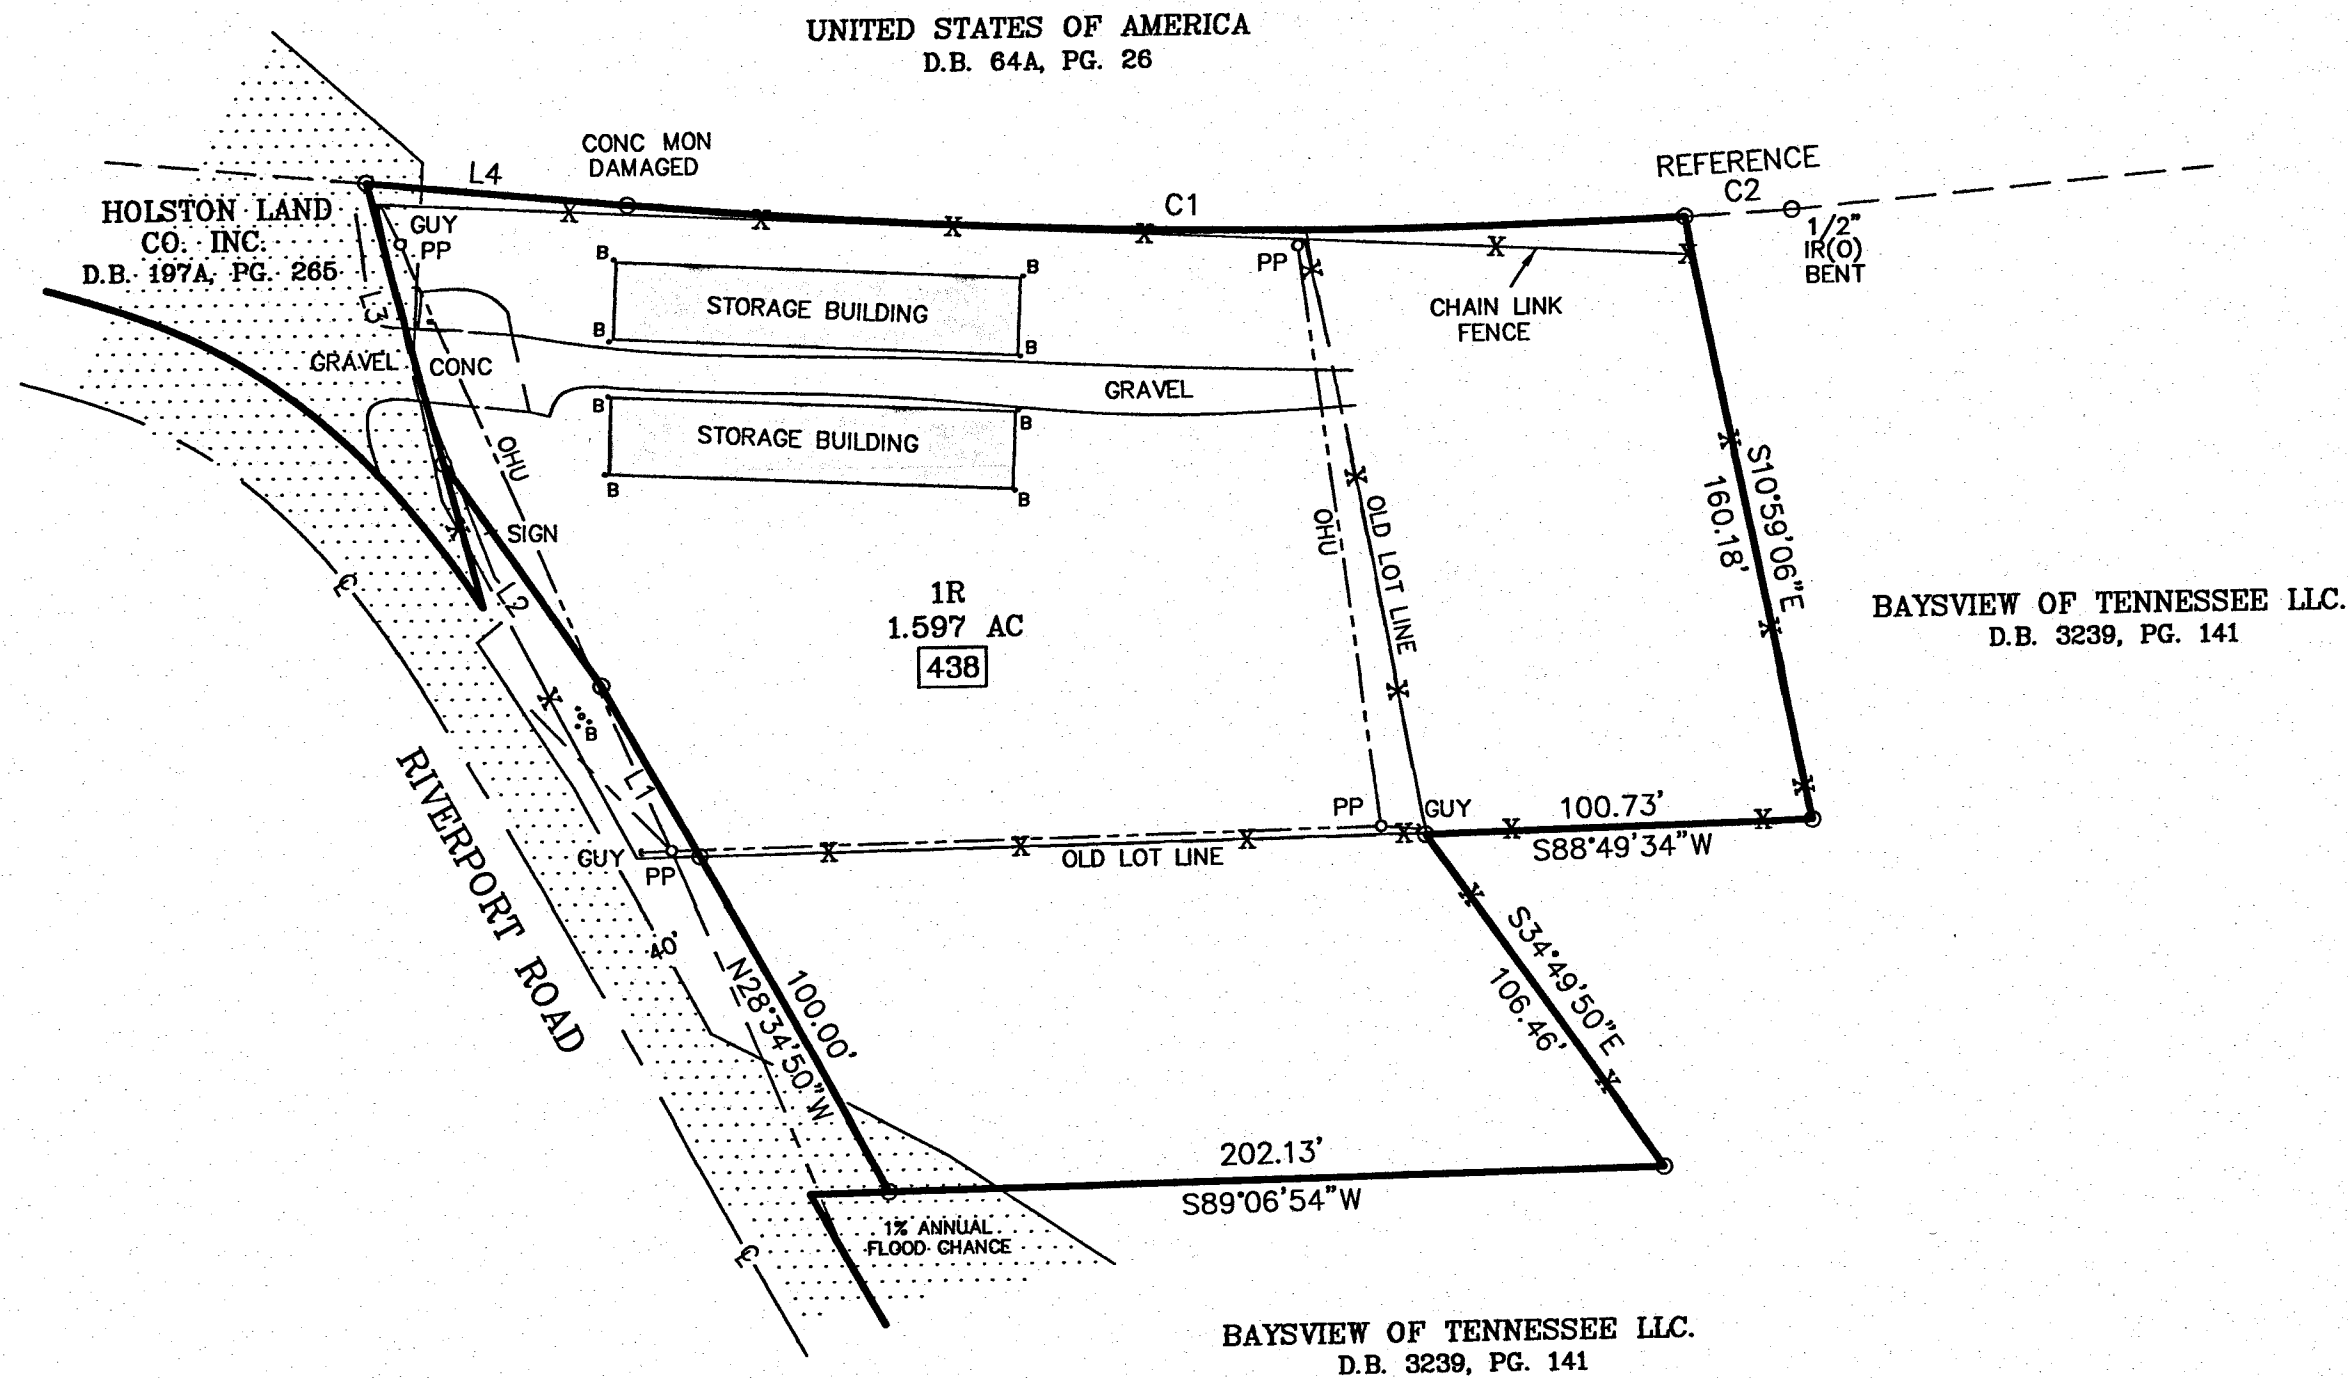 UNITED STATES OF AMERICA
D.B. 64A, PG. 26
CONC MON
DAMAGED
L4
REFERENCE
C1
C2
HOLSTON LAND
CO. INC.
D.B. 197A, PG. 265
GUY
PP
1/2"
IR(O)
BENT
B
B
PP
STORAGE BUILDING
CHAIN LINK
FENCE
L3
B
B
GRAVEL
CONC
GRAVEL
B
B
STORAGE BUILDING
OHU
B
B
S10°59'06"E
160.18'
SIGN
OHU
OLD LOT LINE
L2
1R
1.597 AC
438
BAYSVIEW OF TENNESSEE LLC.
D.B. 3239, PG. 141
B
L1
RIVERPORT ROAD
PP
GUY
100.73'
S88°49'34"W
GUY
PP
OLD LOT LINE
40'
N28°34'50"W
100.00'
S34°49'50"E
106.46'
202.13'
S89°06'54"W
1% ANNUAL
FLOOD CHANCE
BAYSVIEW OF TENNESSEE LLC.
D.B. 3239, PG. 141